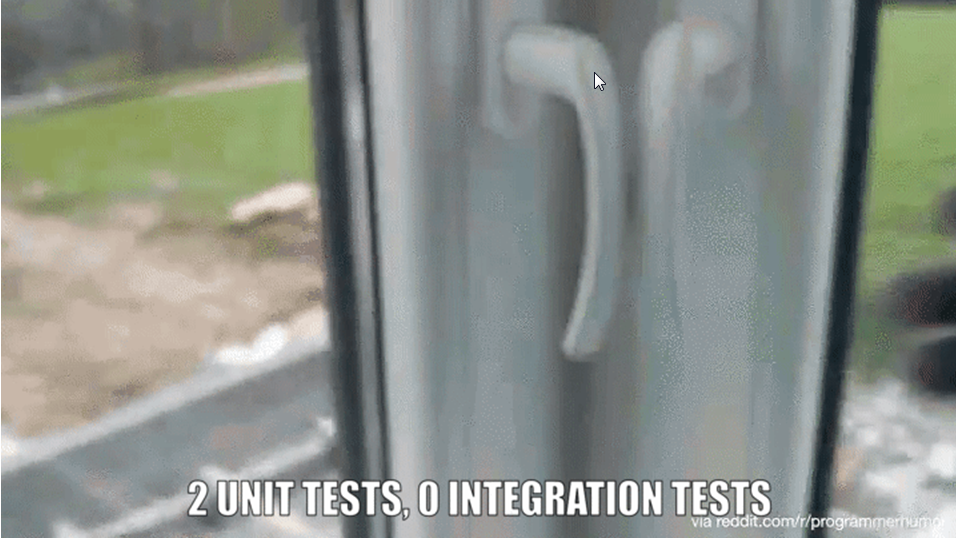 2 UNIT TESTS, 0 INTEGRATION TESTS
via reddit.com/r/programmerhumor